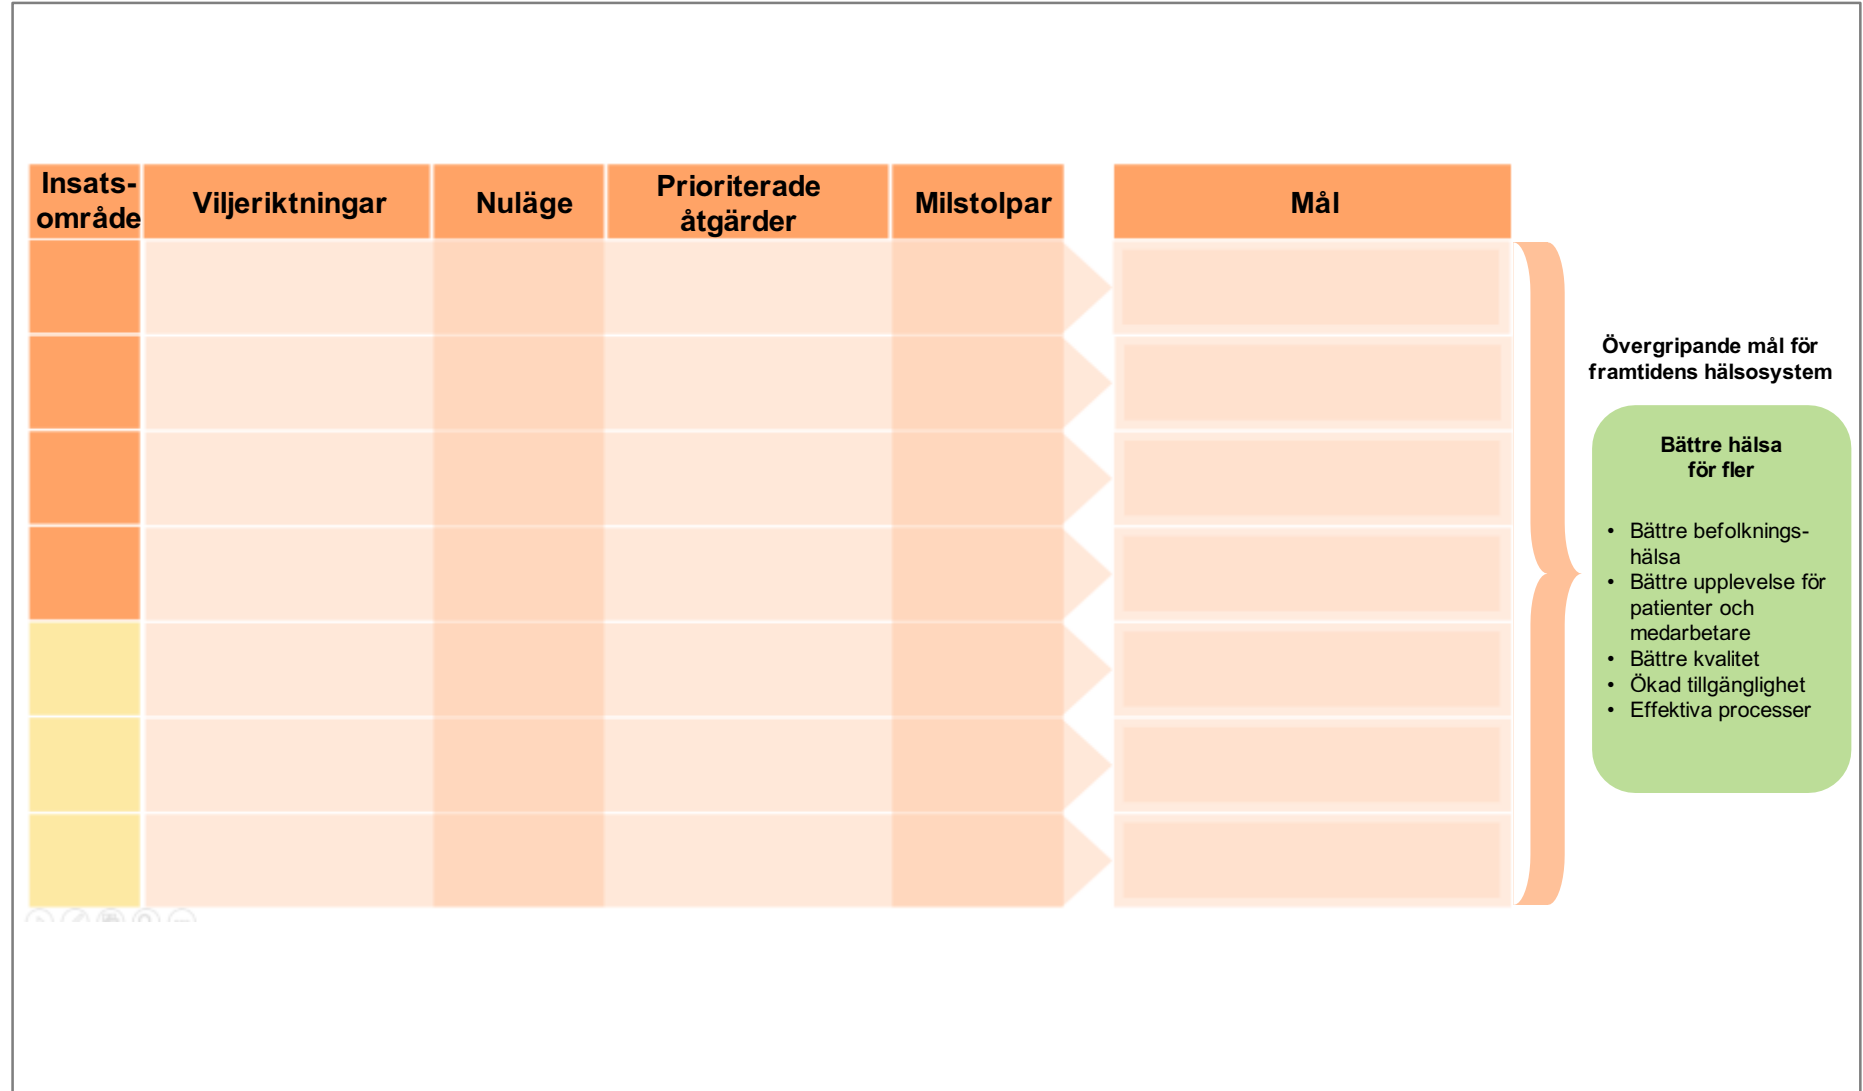 Insats-
område
Viljeriktningar
Nuläge
Prioriterade
åtgärder
Milstolpar
Mål
Övergripande mål för
framtidens hälsosystem
Bättre hälsa
för fler
• Bättre befolknings-
hälsa
• Bättre upplevelse för
patienter och
medarbetare
• Bättre kvalitet
• Ökad tillgänglighet
• Effektiva processer